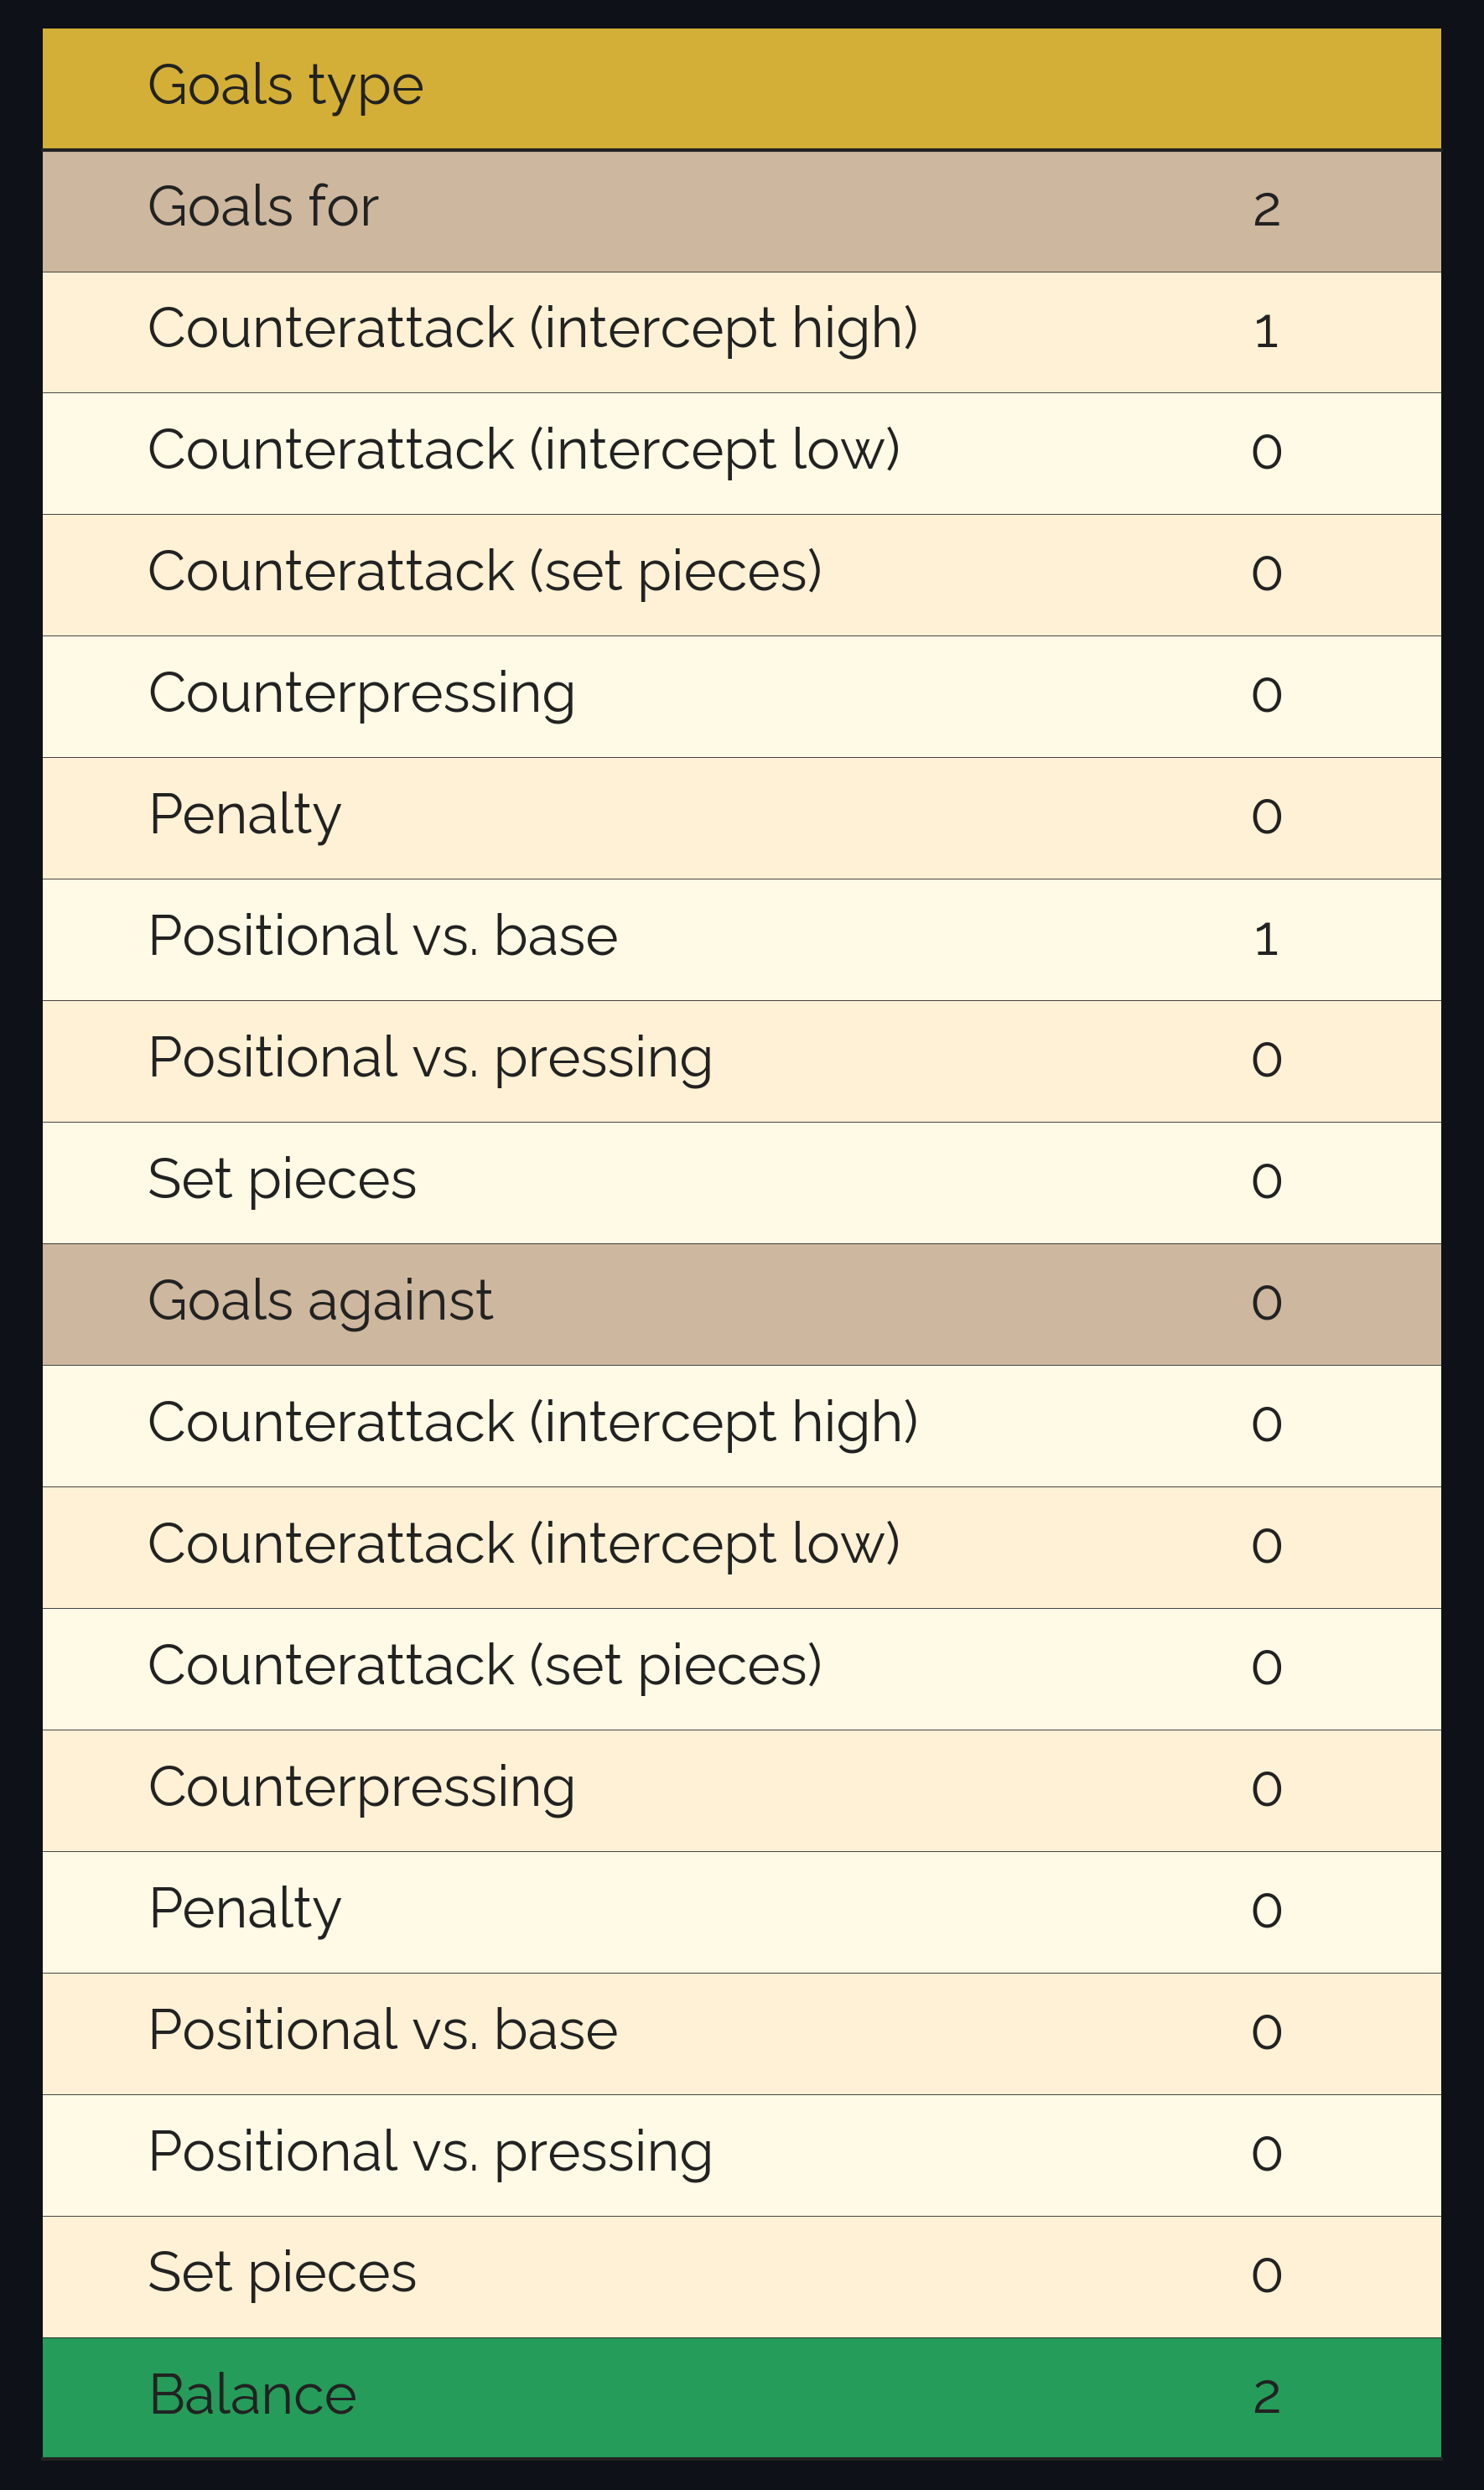 Goals type
Goals for 2
Counterattack (intercept high) 1
Counterattack (intercept low) 0
Counterattack (set pieces) 0
Counterpressing 0
Penalty 0
Positional vs. base 1
Positional vs. pressing 0
Set pieces 0
Goals against 0
Counterattack (intercept high) 0
Counterattack (intercept low) 0
Counterattack (set pieces) 0
Counterpressing 0
Penalty 0
Positional vs. base 0
Positional vs. pressing 0
Set pieces 0
Balance 2